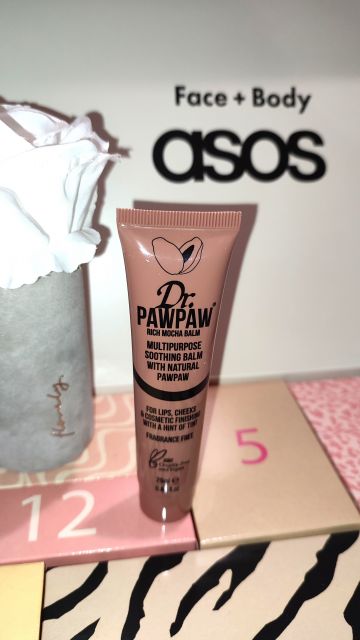 Face + Body
asos
Dr.
PAWPAW®
RICH MOCHA BALM
MULTIPURPOSE
SOOTHING BALM
WITH NATURAL
PAWPAW
FOR LIPS, CHEEKS
& COSMETIC FINISHING
WITH A HINT OF TINT
FRAGRANCE FREE
5
12